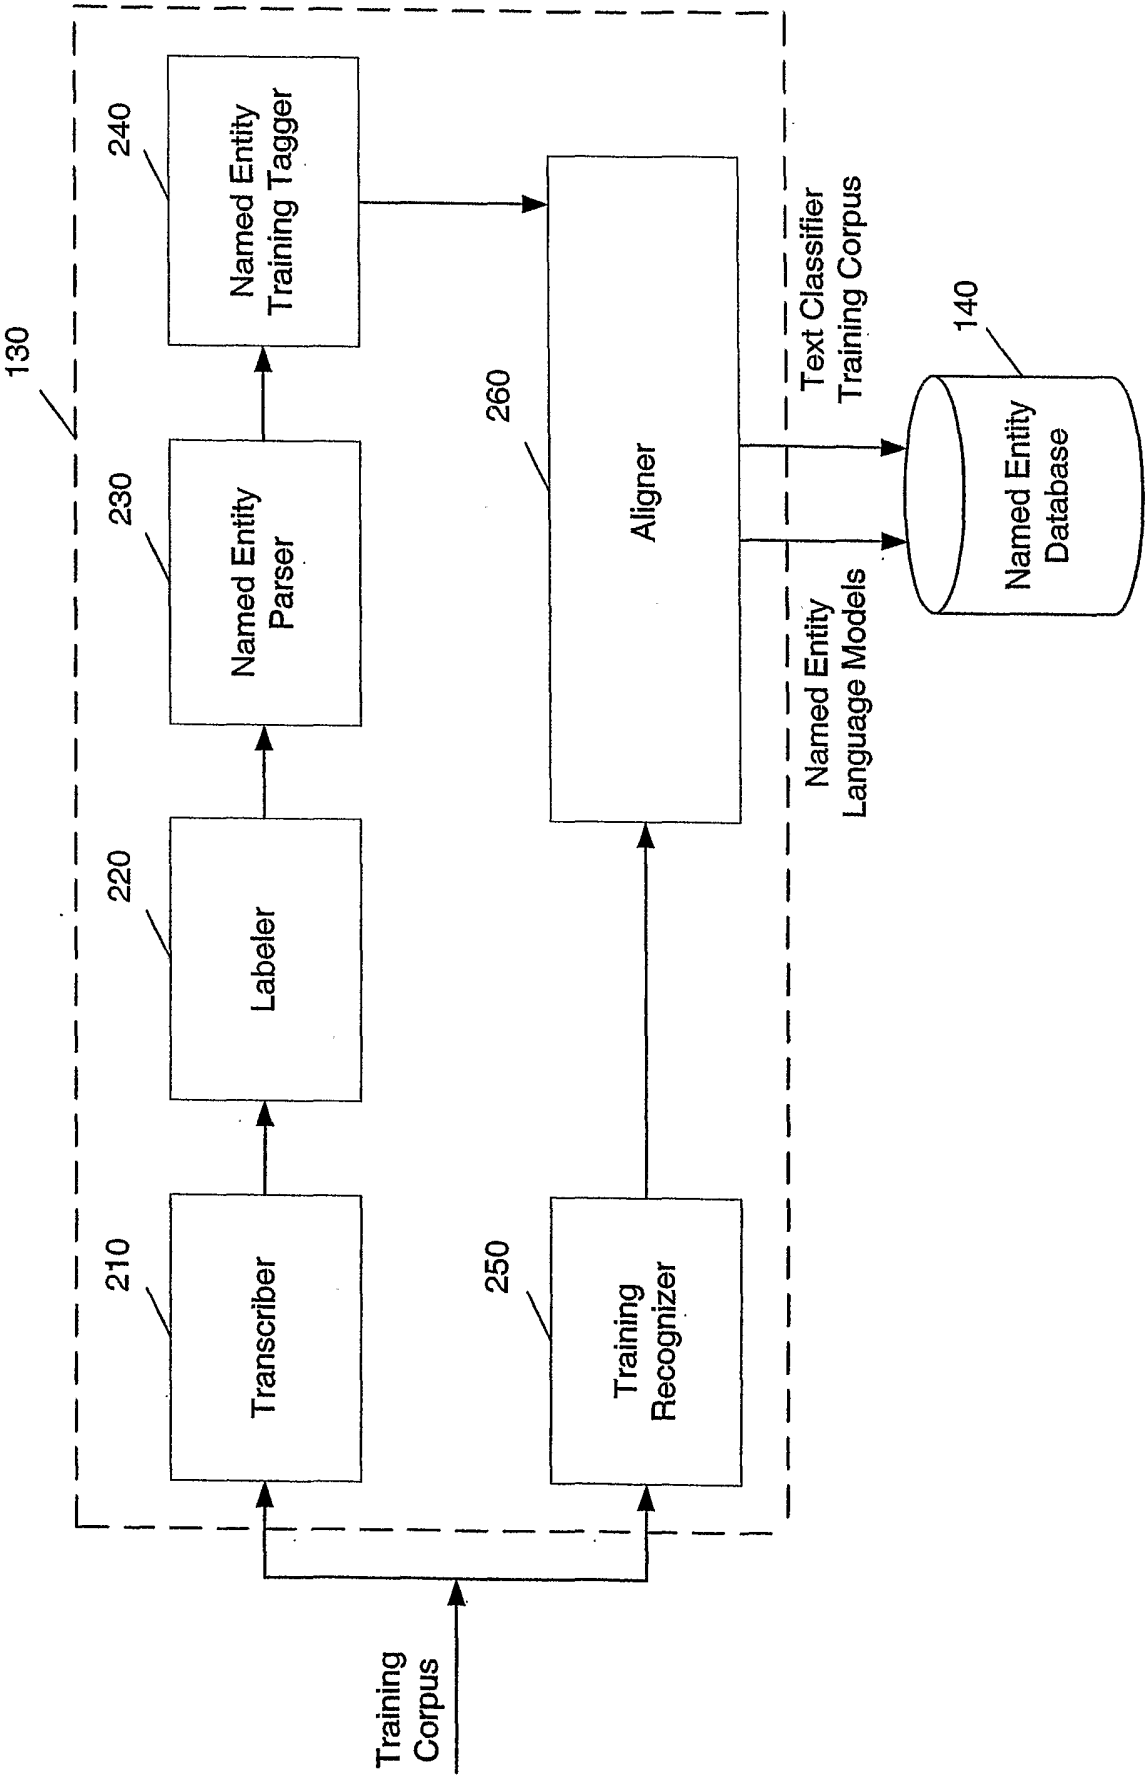 130
210
220
230
240
Transcriber
Labeler
Named Entity
Parser
Named Entity
Training Tagger
Training
Corpus
250
260
Training
Recognizer
Aligner
Named Entity
Language Models
Text Classifier
Training Corpus
140
Named Entity
Database